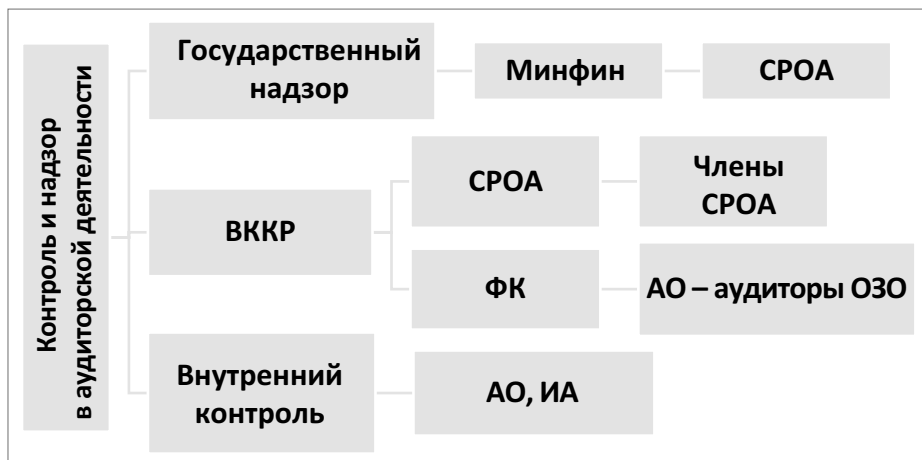 Контроль и надзор
в аудиторской деятельности
Государственный
надзор
Минфин
СРОА
ВККР
СРОА
Члены
СРОА
ФК
АО – аудиторы ОЗО
Внутренний
контроль
АО, ИА